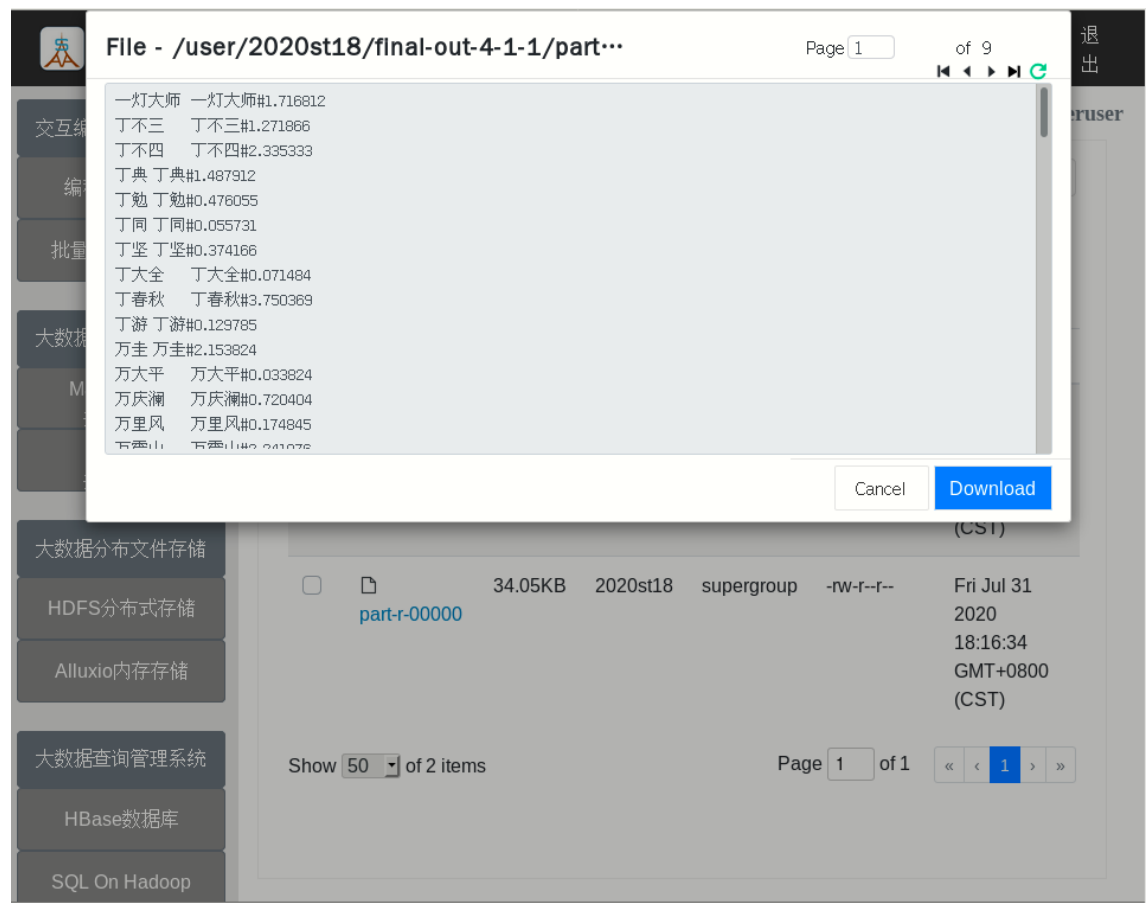 退
出
File - /user/2020st18/final-out-4-1-1/part…
Page 1 of 9
一灯大师 一灯大师#1.716812
丁不三 丁不三#1.271866
丁不四 丁不四#2.335333
丁典 丁典#1.487912
丁勉 丁勉#0.476055
丁同 丁同#0.055731
丁坚 丁坚#0.374166
丁大全 丁大全#0.071484
丁春秋 丁春秋#3.750369
丁游 丁游#0.129785
万圭 万圭#2.153824
万大平 万大平#0.033824
万庆澜 万庆澜#0.720404
万里风 万里风#0.174845
万震山 万震山#2.241076
Cancel
Download
eruser
交互编
编
批量
大数据
M
大数据分布文件存储
HDFS分布式存储
Alluxio内存存储
大数据查询管理系统
HBase数据库
SQL On Hadoop
(CST)
part-r-00000
34.05KB
2020st18
supergroup
-rw-r--r--
Fri Jul 31
2020
18:16:34
GMT+0800
(CST)
Show 50 of 2 items
Page 1 of 1
« ‹ 1 › »